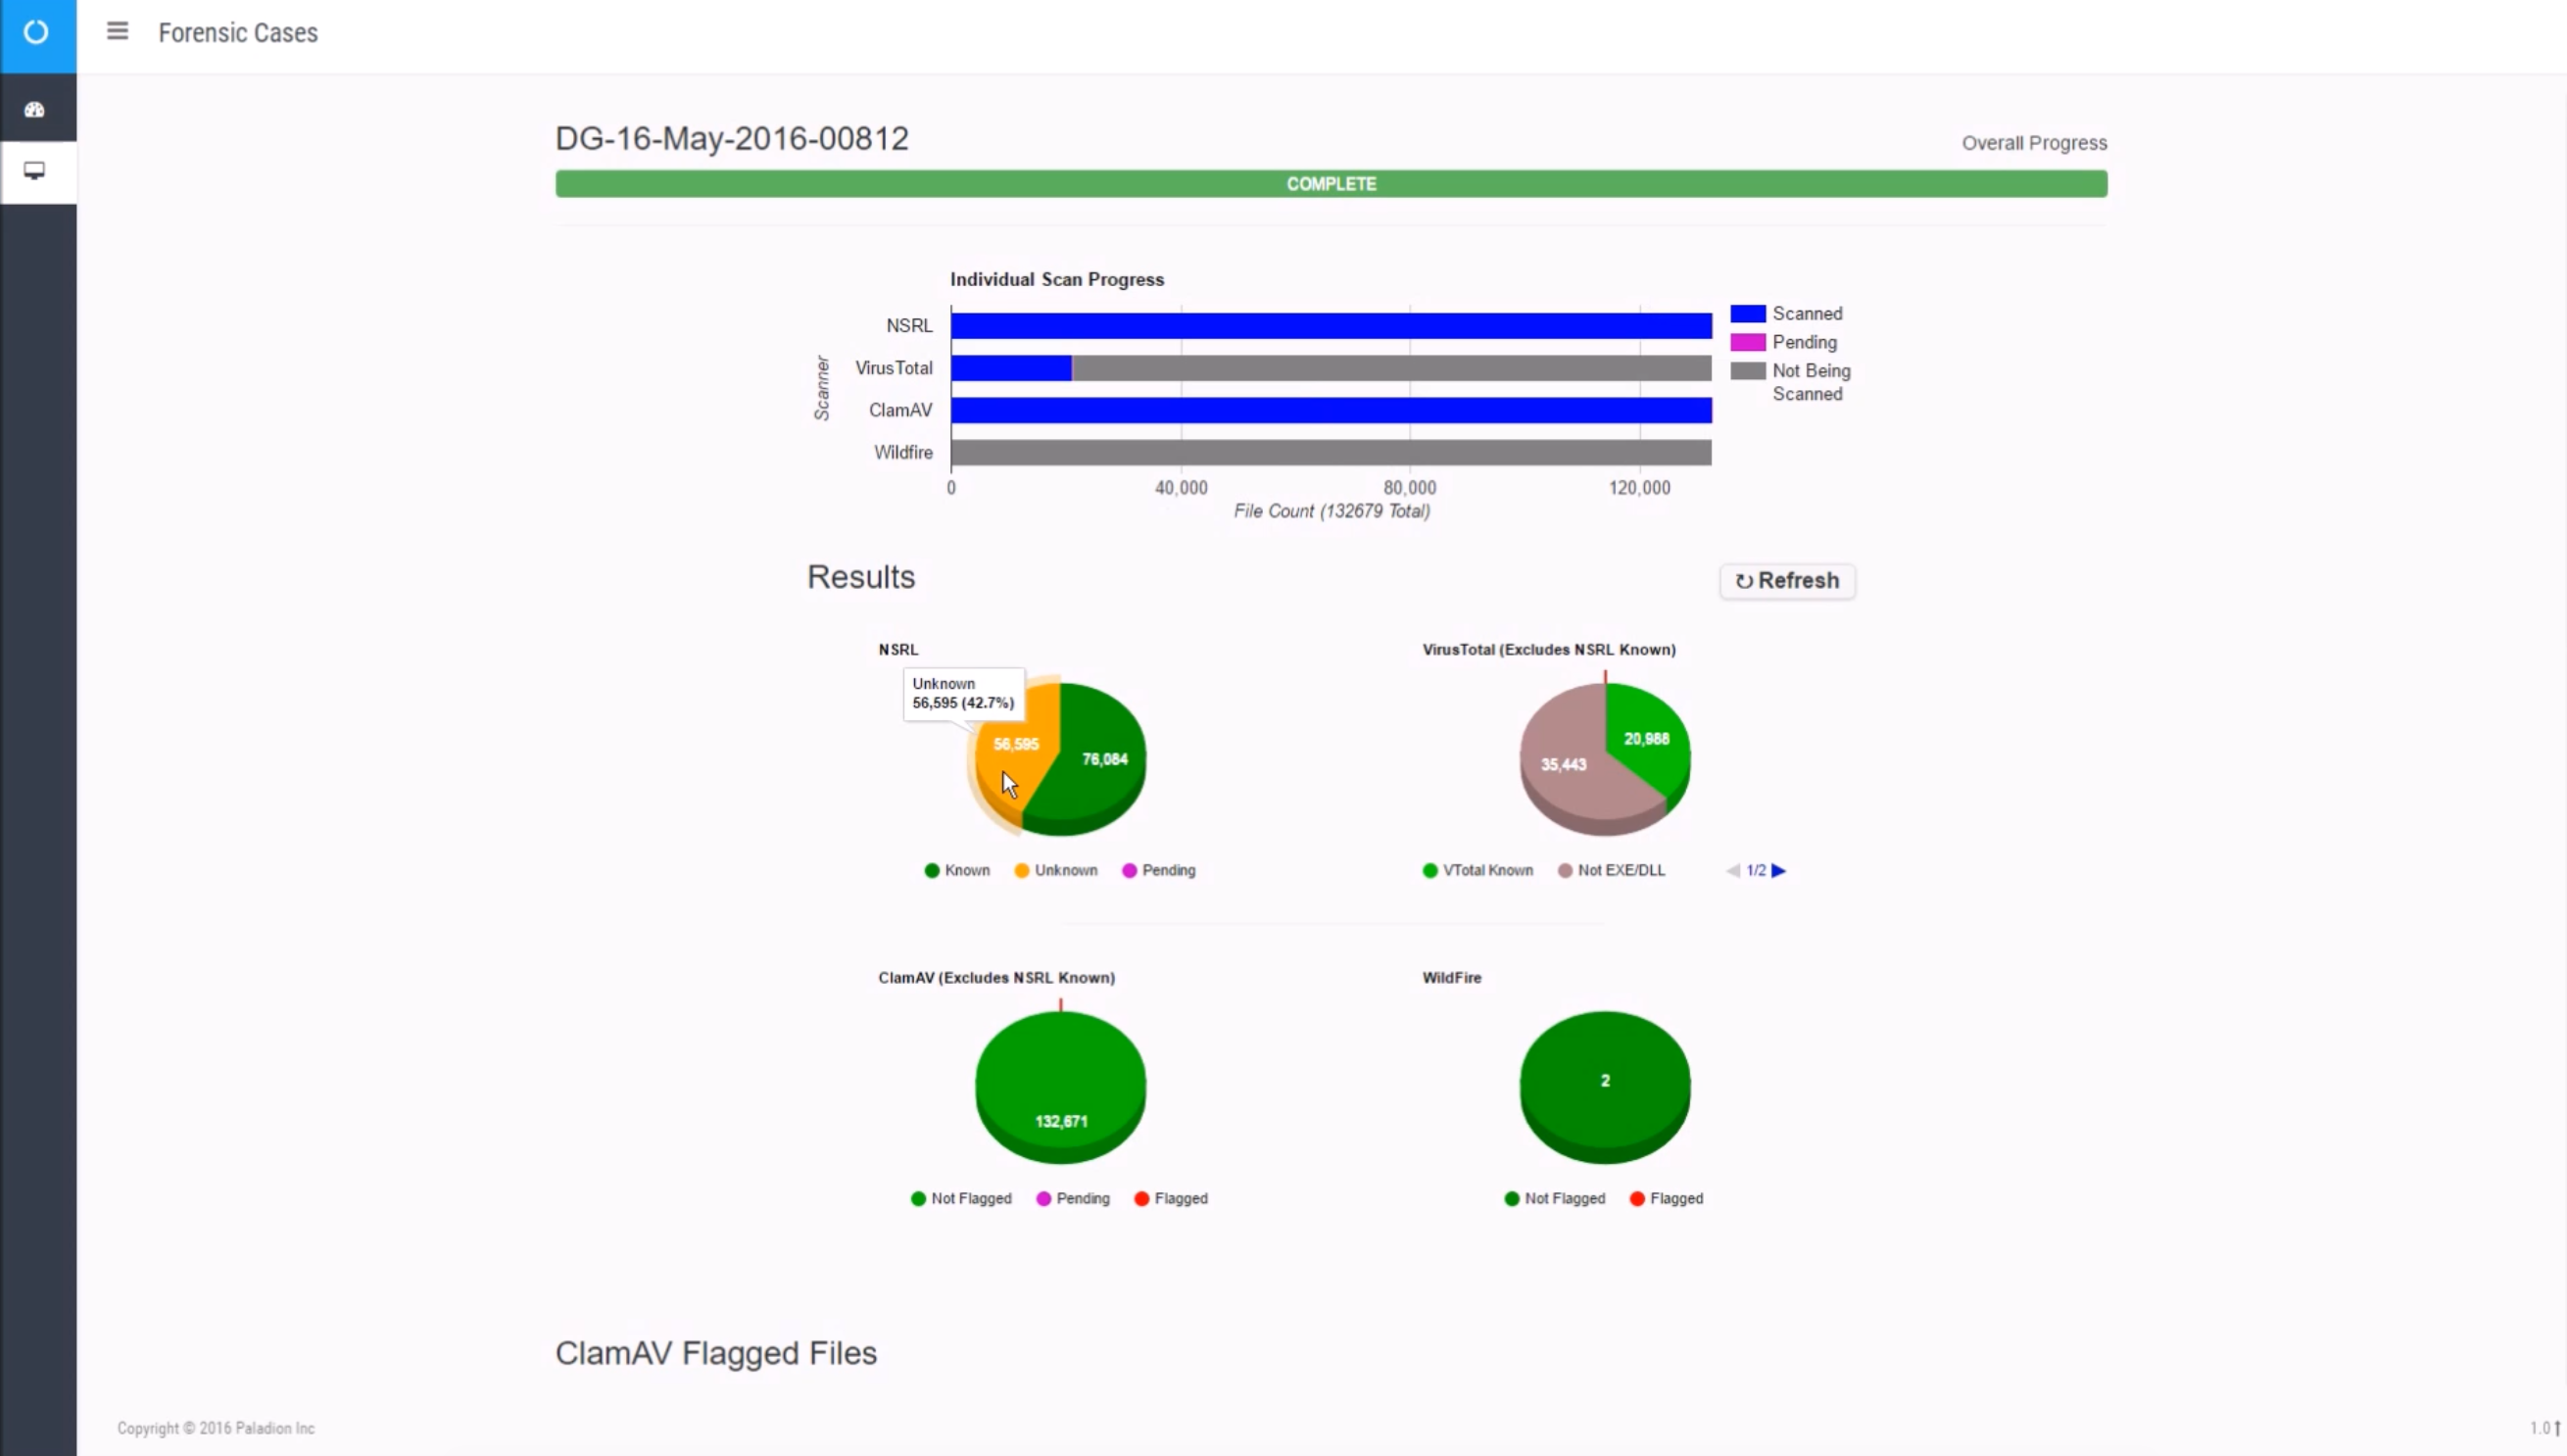 Forensic Cases
DG-16-May-2016-00812
Overall Progress
COMPLETE
Individual Scan Progress
Scanner
NSRL
VirusTotal
ClamAV
Wildfire
0 40,000 80,000 120,000
File Count (132679 Total)
Scanned
Pending
Not Being
Scanned
Results
Refresh
NSRL
Unknown
56,595 (42.7%)
56,595
76,084
Known Unknown Pending
VirusTotal (Excludes NSRL Known)
20,988
35,443
VTotal Known Not EXE/DLL 1/2
ClamAV (Excludes NSRL Known)
132,671
Not Flagged Pending Flagged
WildFire
2
Not Flagged Flagged
ClamAV Flagged Files
Copyright © 2016 Paladion Inc
1.0